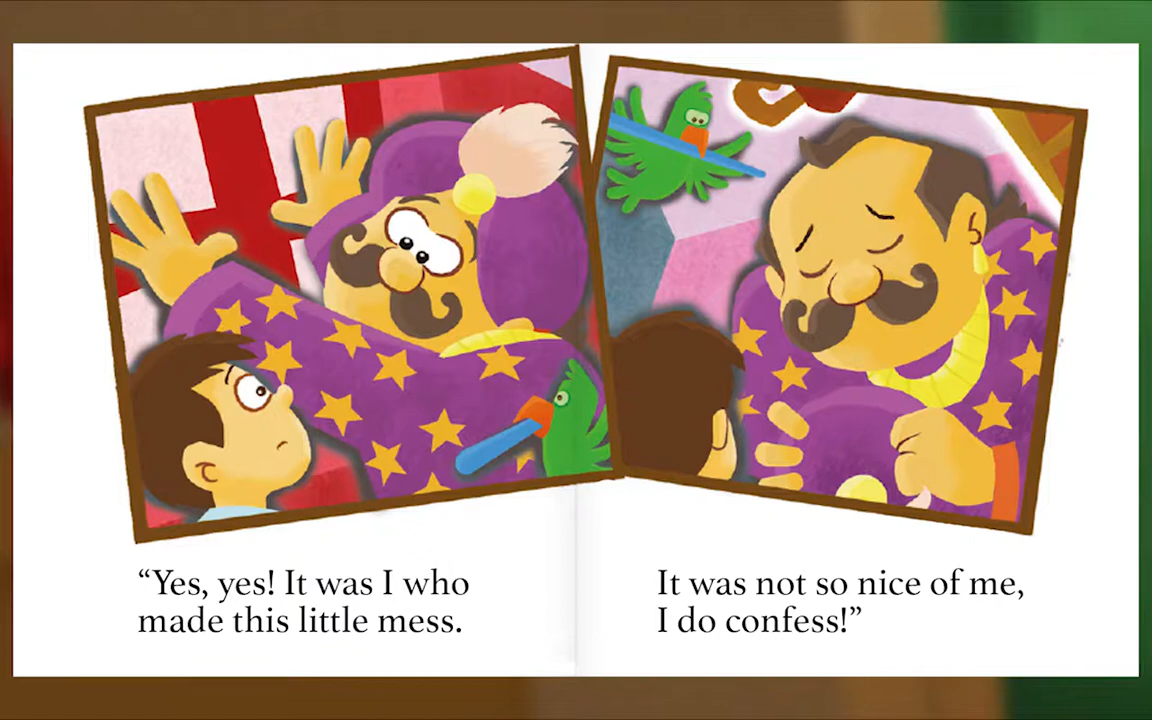 “Yes, yes! It was I who
made this little mess.
It was not so nice of me,
I do confess!”